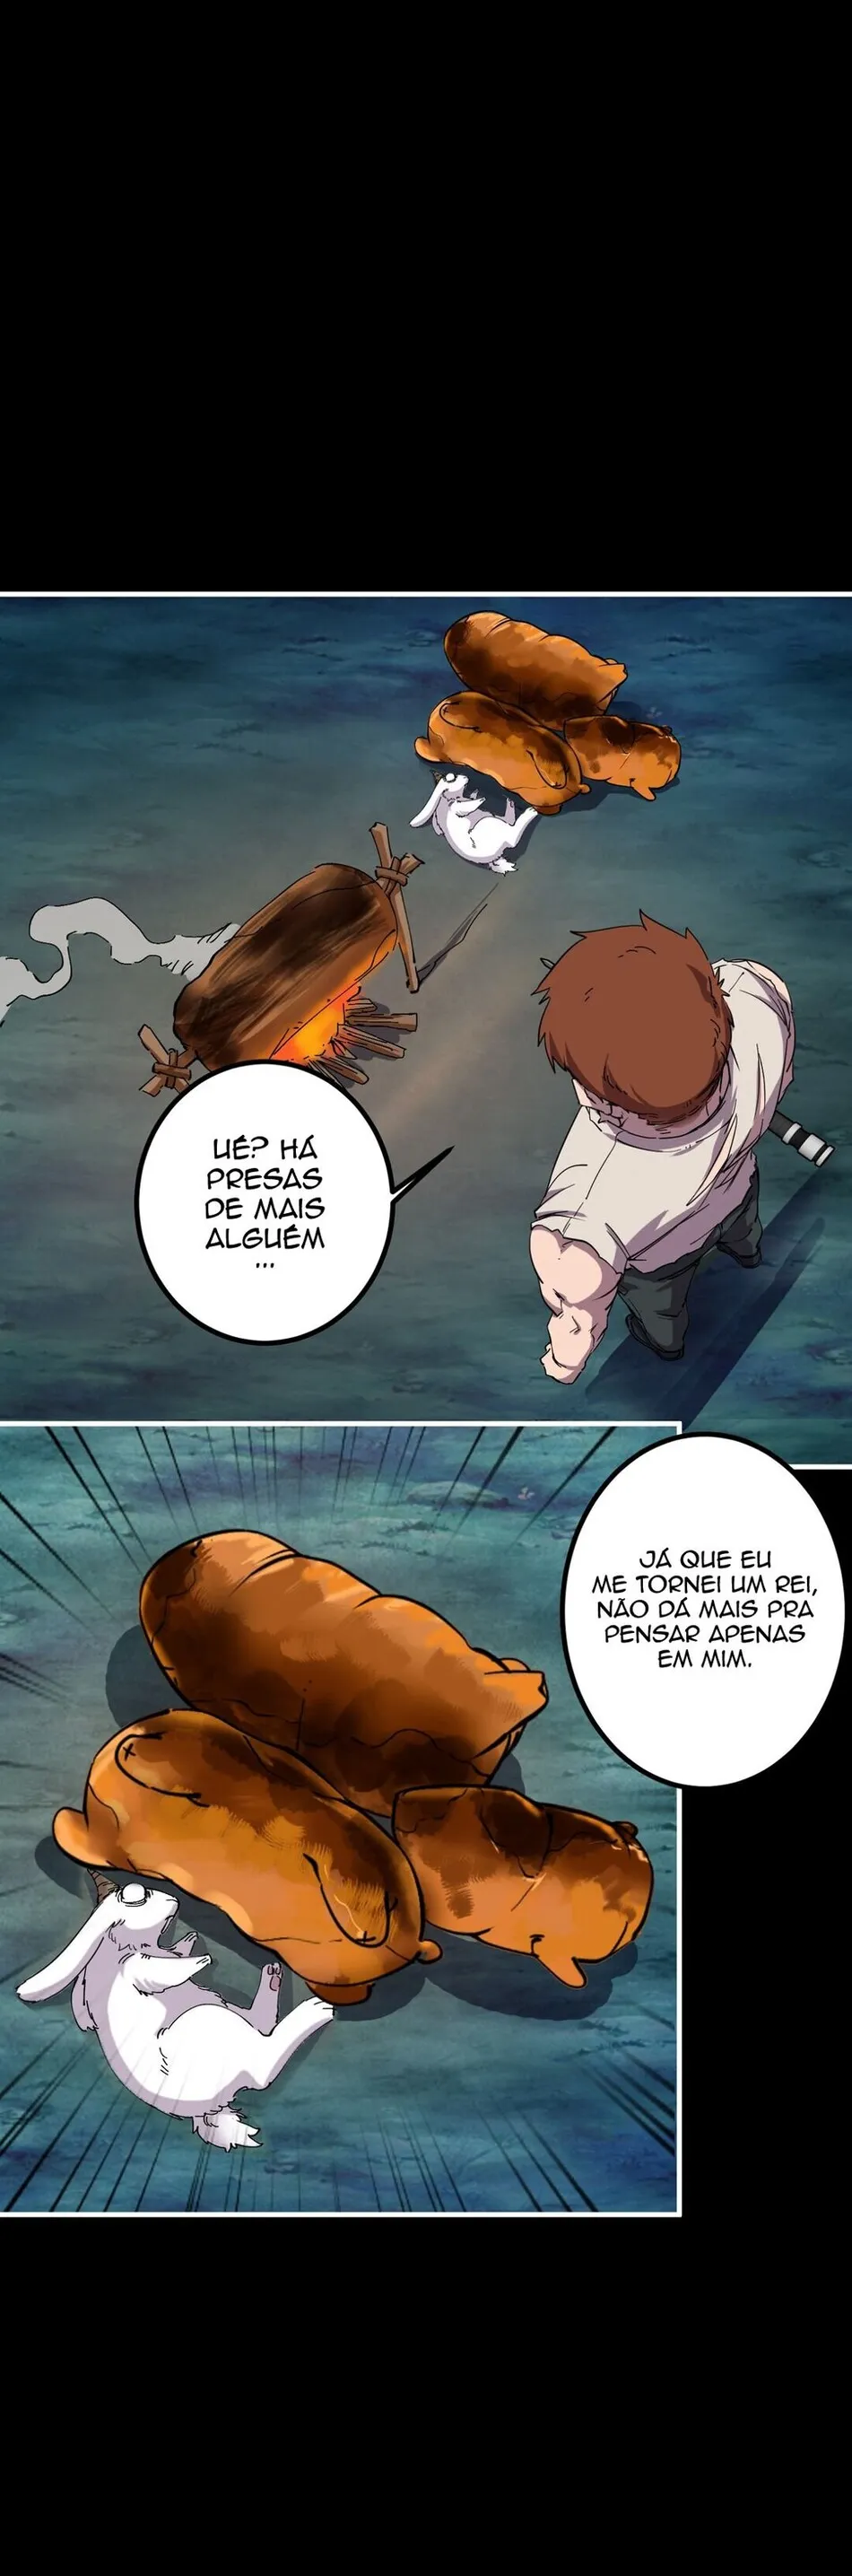 UÉ? HÁ
PRESAS
DE MAIS
ALGUÉM
...
JÁ QUE EU
ME TORNEI UM REI,
NÃO DÁ MAIS PRA
PENSAR APENAS
EM MIM.